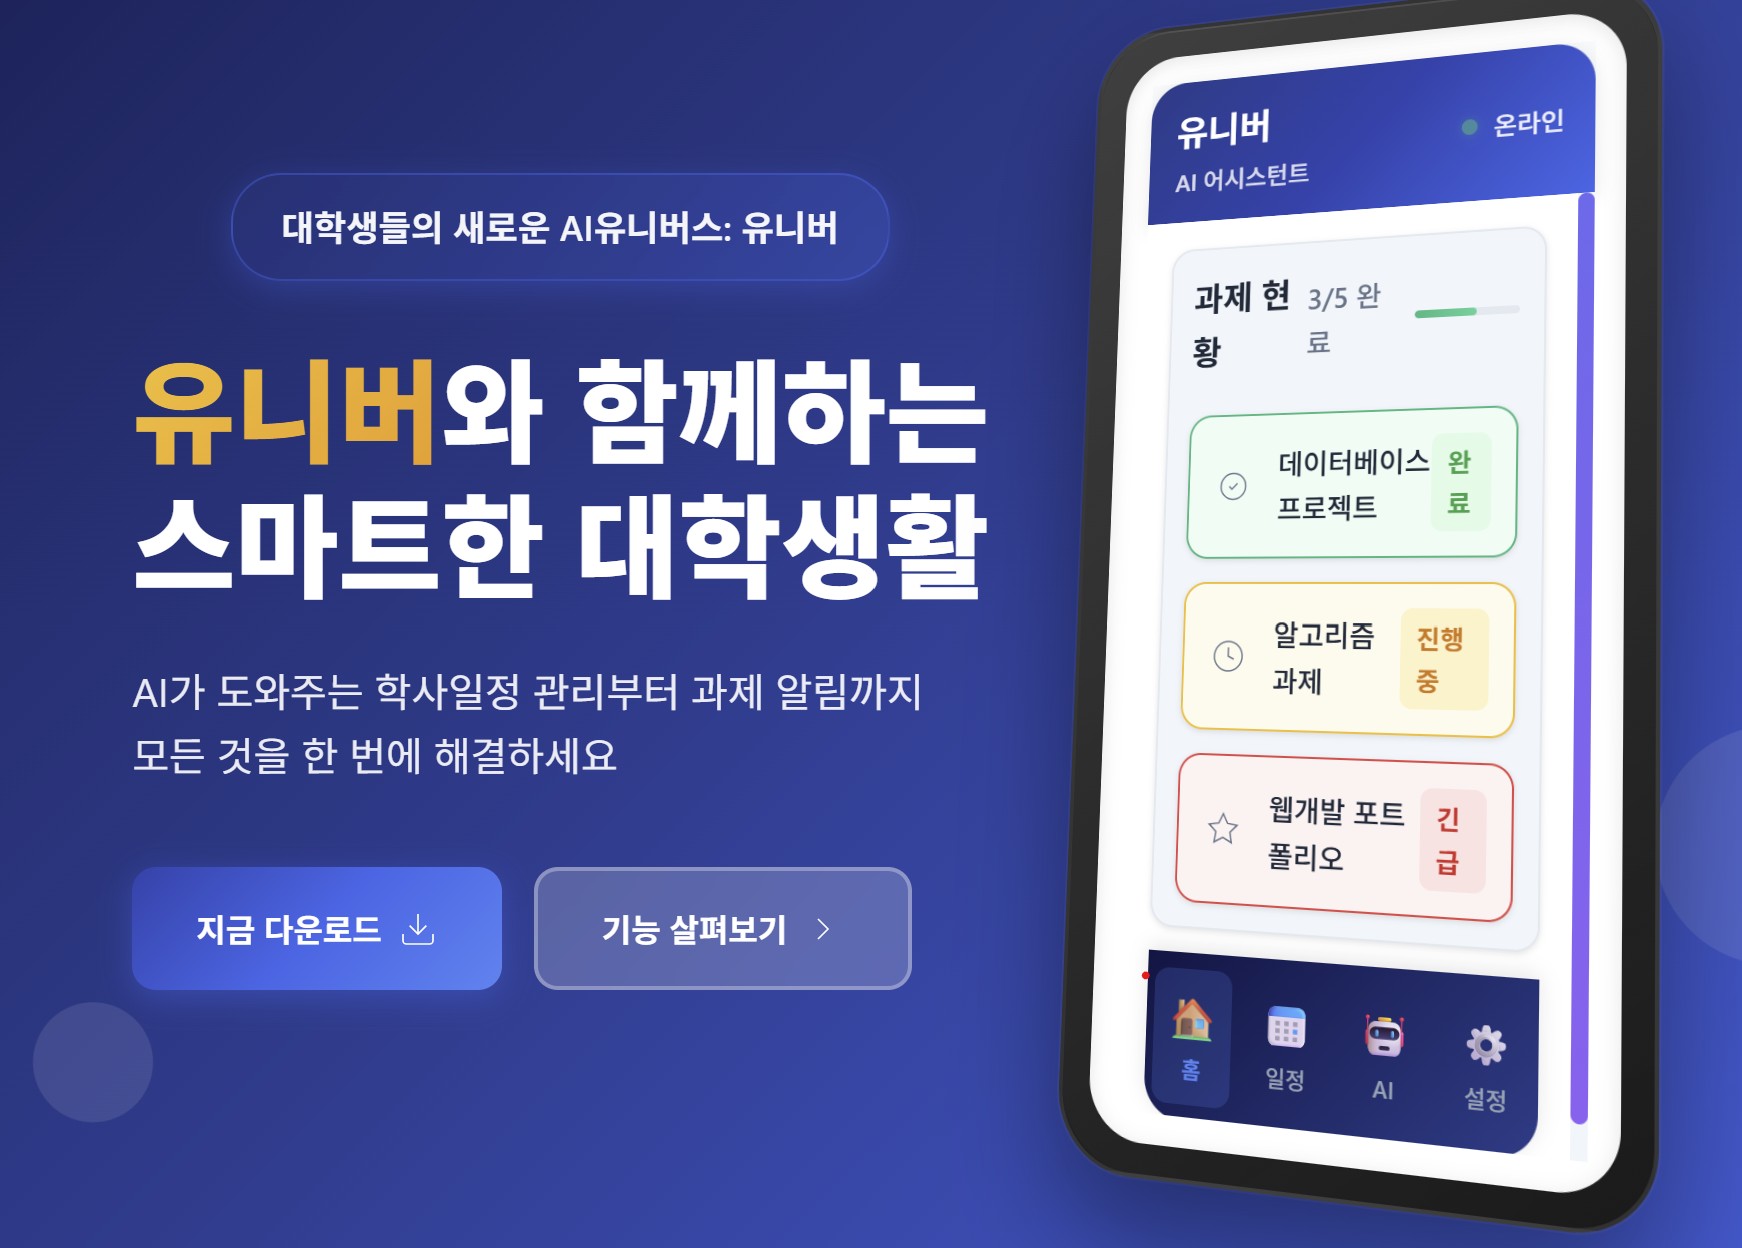 대학생들의 새로운 AI유니버스: 유니버
유니버와 함께하는
스마트한 대학생활
AI가 도와주는 학사일정 관리부터 과제 알림까지
모든 것을 한 번에 해결하세요
지금 다운로드
기능 살펴보기
유니버
AI 어시스턴트
온라인
과제 현
황
3/5 완
료
데이터베이스
프로젝트
완
료
알고리즘
과제
진행
중
웹개발 포트
폴리오
긴
급
홈
일정
AI
설정